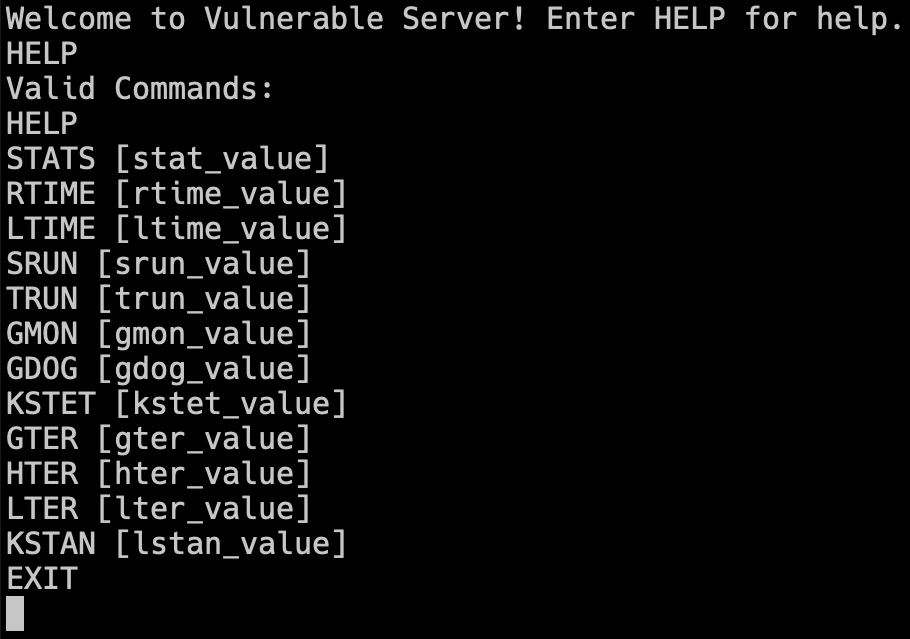 Welcome to Vulnerable Server! Enter HELP for help.
HELP
Valid Commands:
HELP
STATS [stat_value]
RTIME [rtime_value]
LTIME [ltime_value]
SRUN [srun_value]
TRUN [trun_value]
GMON [gmon_value]
GDOG [gdog_value]
KSTET [kstet_value]
GTER [gter_value]
HTER [hter_value]
LTER [lter_value]
KSTAN [lstan_value]
EXIT